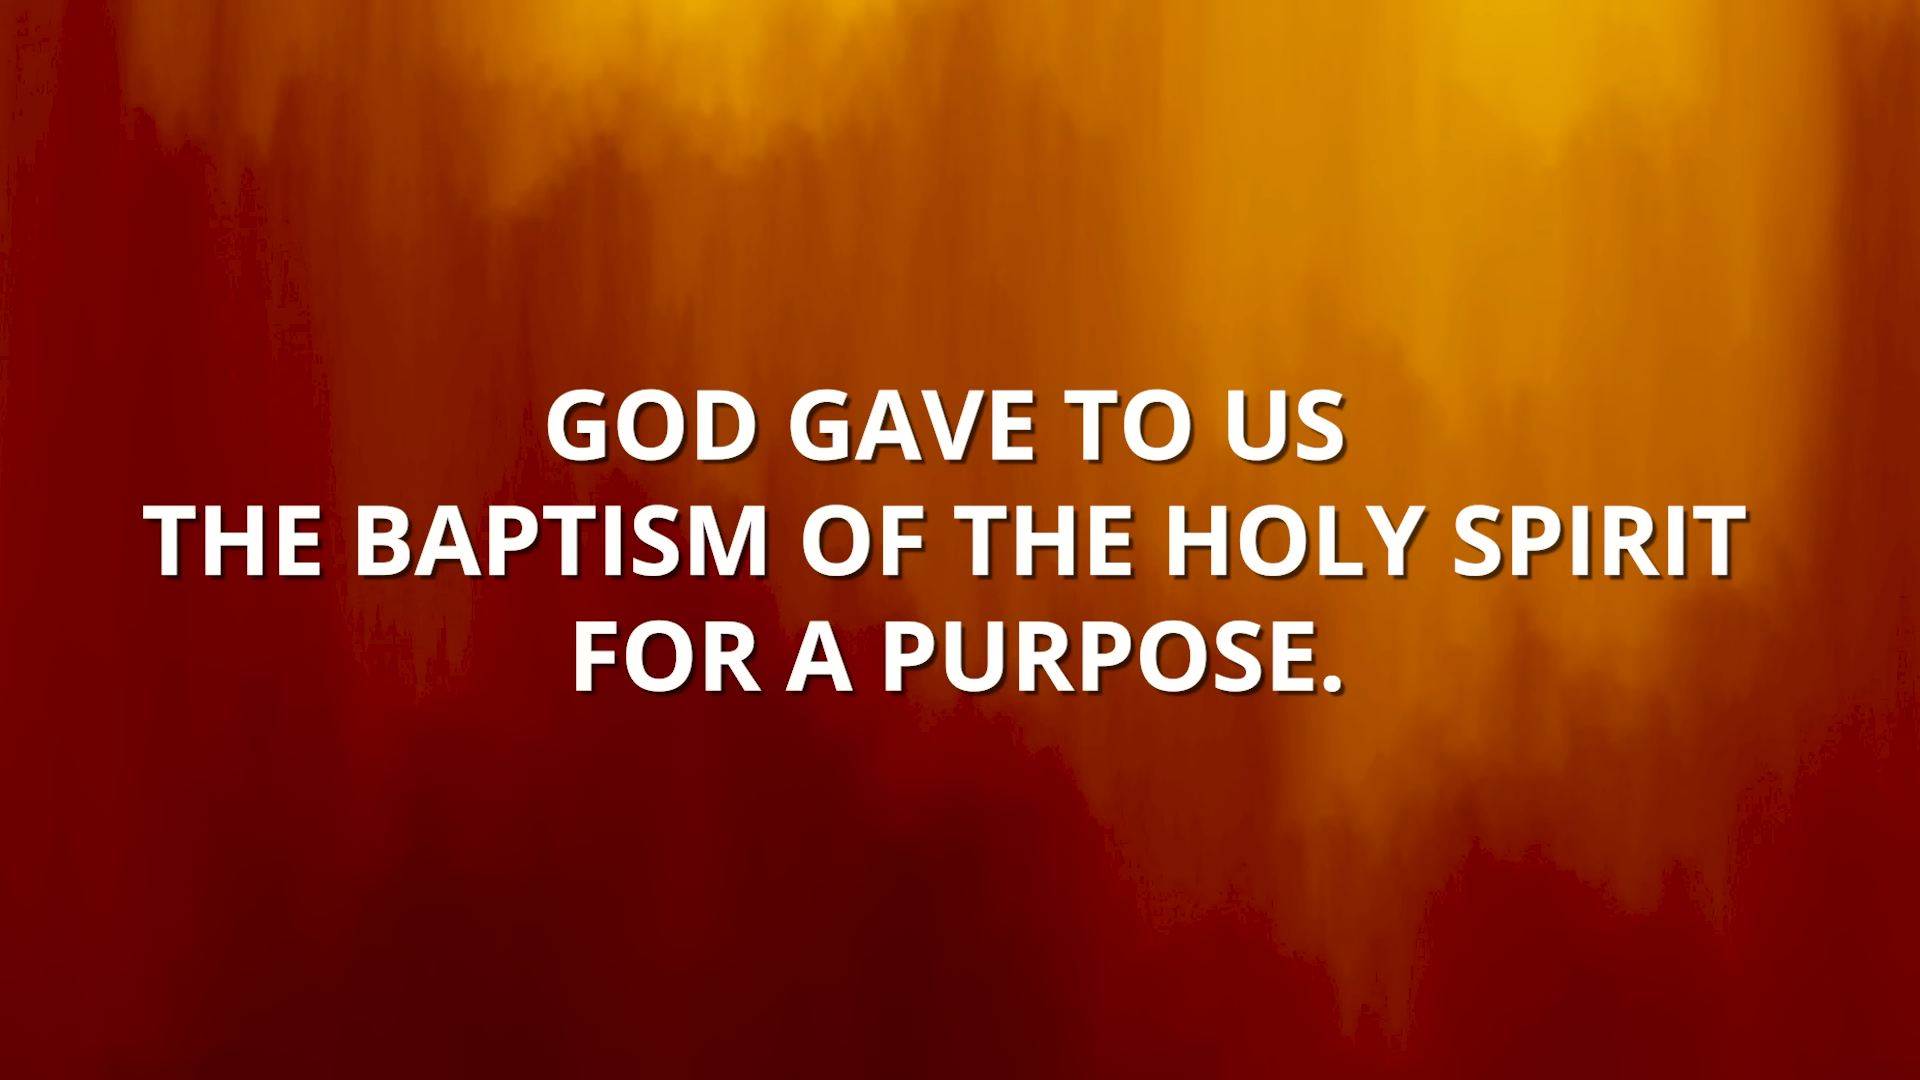 GOD GAVE TO US
THE BAPTISM OF THE HOLY SPIRIT
FOR A PURPOSE.